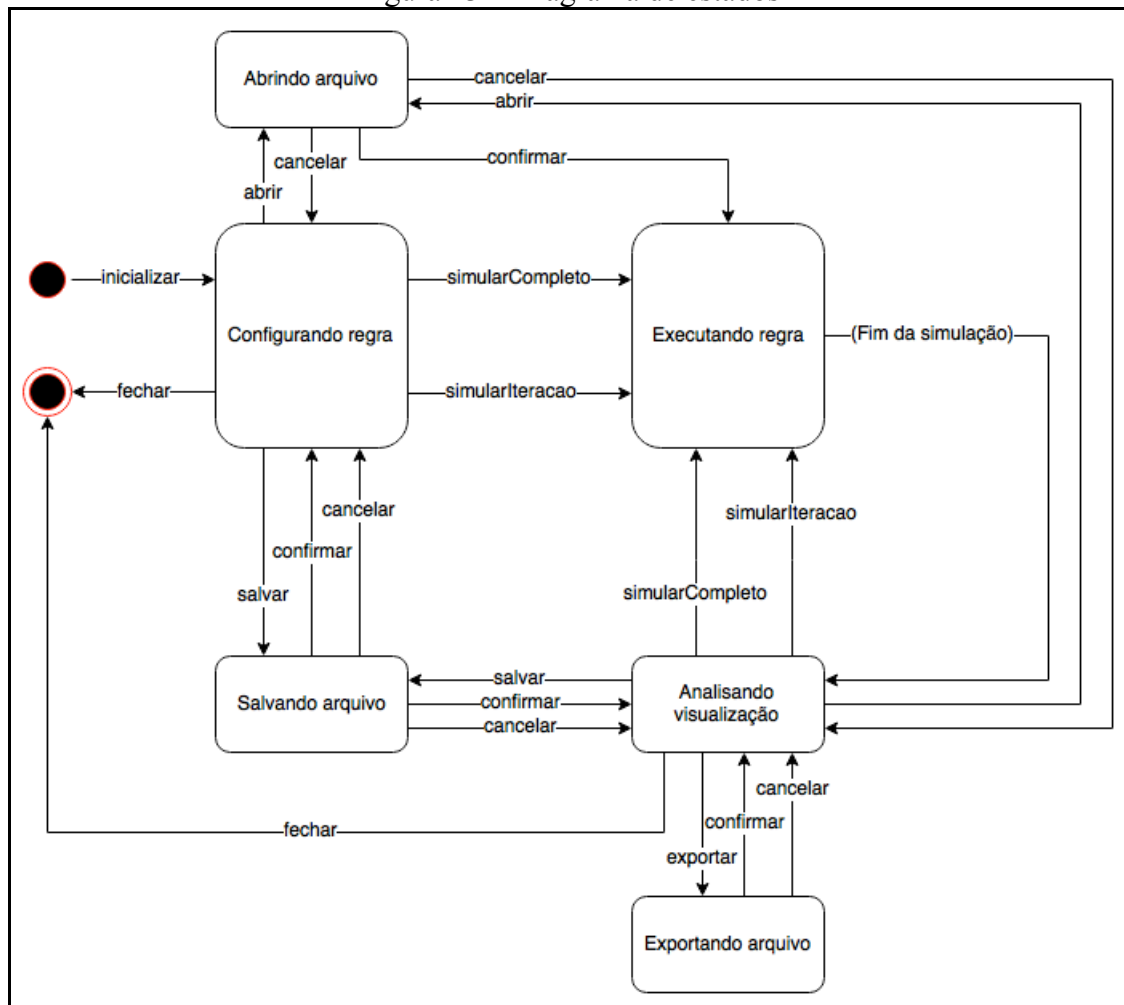 Abrindo arquivo
cancelar
abrir
cancelar
confirmar
abrir
inicializar
simularCompleto
Configurando regra
Executando regra
(Fim da simulação)
fechar
simularIteracao
cancelar
simularIteracao
confirmar
salvar
simularCompleto
salvar
Salvando arquivo
confirmar
Analisando
visualização
cancelar
cancelar
fechar
confirmar
exportar
Exportando arquivo